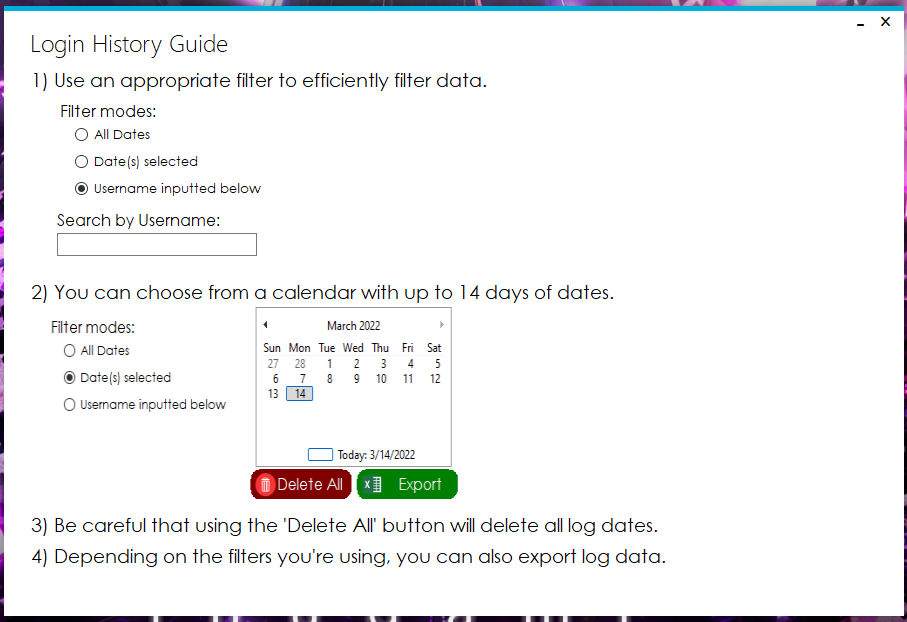 Login History Guide
1) Use an appropriate filter to efficiently filter data.
Filter modes:
All Dates
Date(s) selected
Username inputted below
Search by Username:
2) You can choose from a calendar with up to 14 days of dates.
Filter modes:
All Dates
Date(s) selected
Username inputted below
March 2022
Sun Mon Tue Wed Thu Fri Sat
27 28 1 2 3 4 5
6 7 8 9 10 11 12
13 14
Today: 3/14/2022
Delete All
Export
3) Be careful that using the 'Delete All' button will delete all log dates.
4) Depending on the filters you're using, you can also export log data.